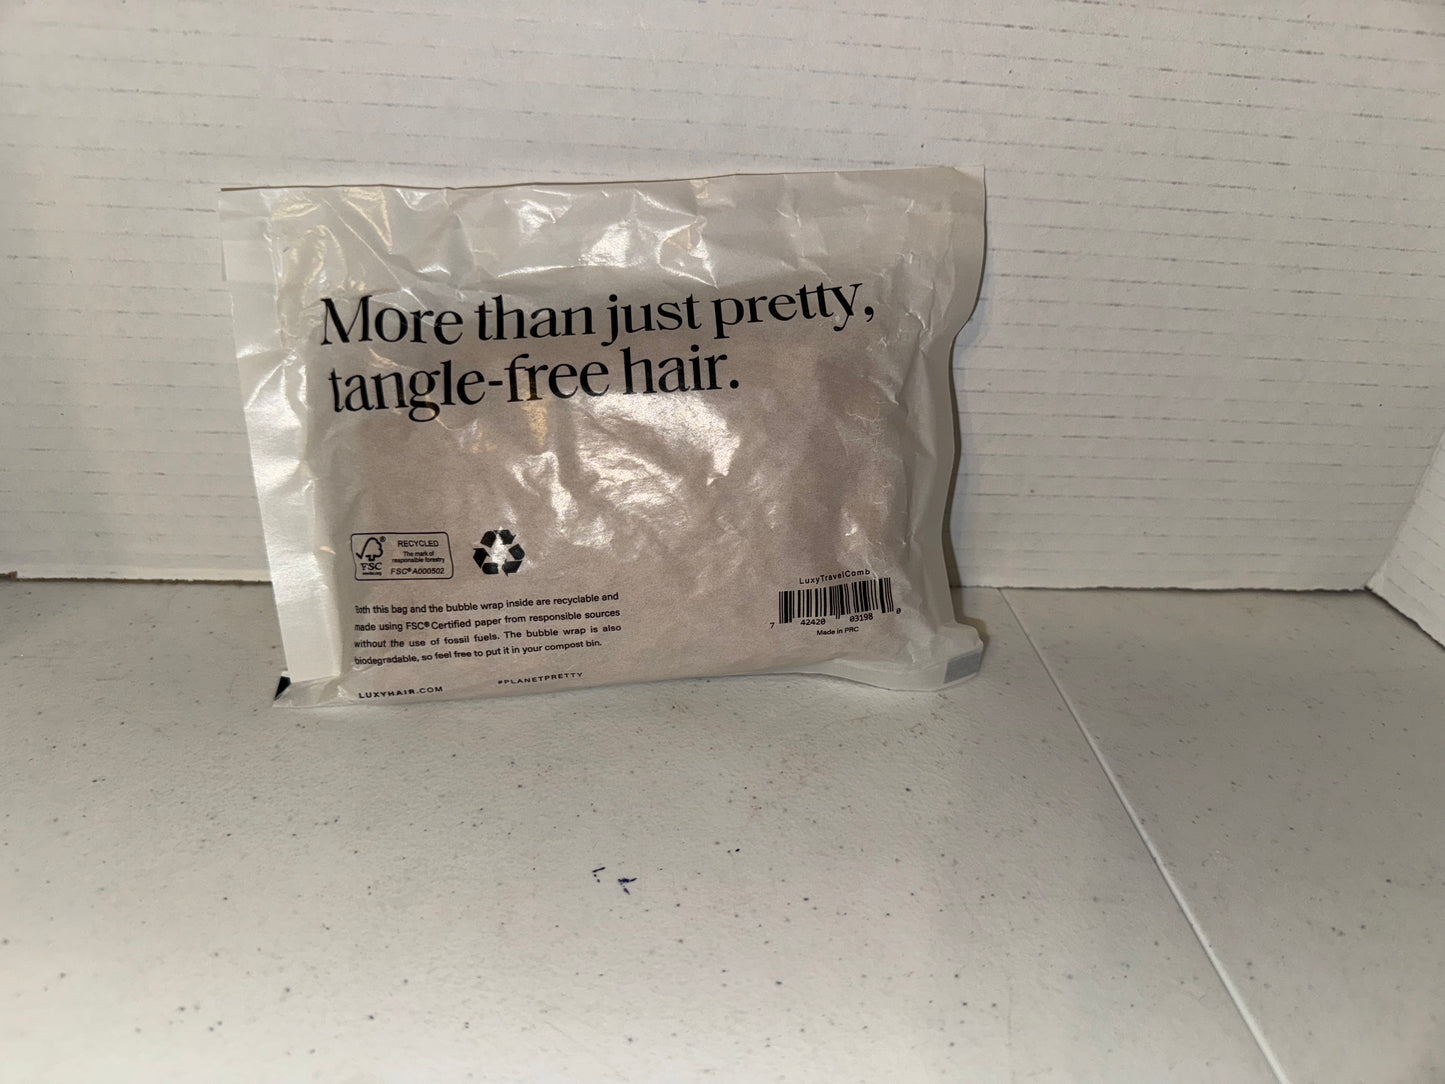 More than just pretty,
tangle-free hair.
FSC®
RECYCLED
The mark of
responsible forestry
FSC® A000502
Both this bag and the bubble wrap inside are recyclable and
made using FSC® Certified paper from responsible sources
without the use of fossil fuels. The bubble wrap is also
biodegradable, so feel free to put it in your compost bin.
LUXYHAIR.COM
#PLANETPRETTY
LuxyTravelComb
7 42420 03198 0
Made in PRC